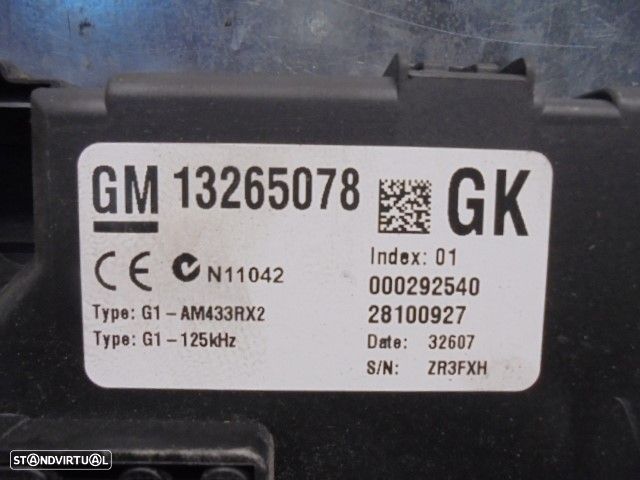 GM 13265078 GK
CE N11042
Index: 01
000292540
Type: G1-AM433RX2
28100927
Type: G1-125kHz
Date: 32607
S/N: ZR3FXH
STANDVIRTUAL